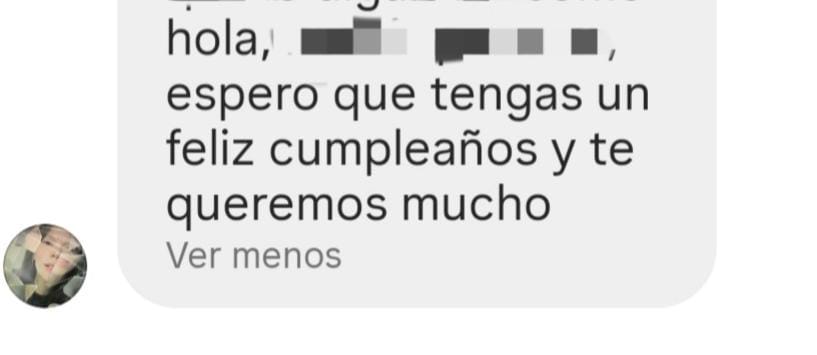 hola,
espero que tengas un
feliz cumpleaños y te
queremos mucho
Ver menos